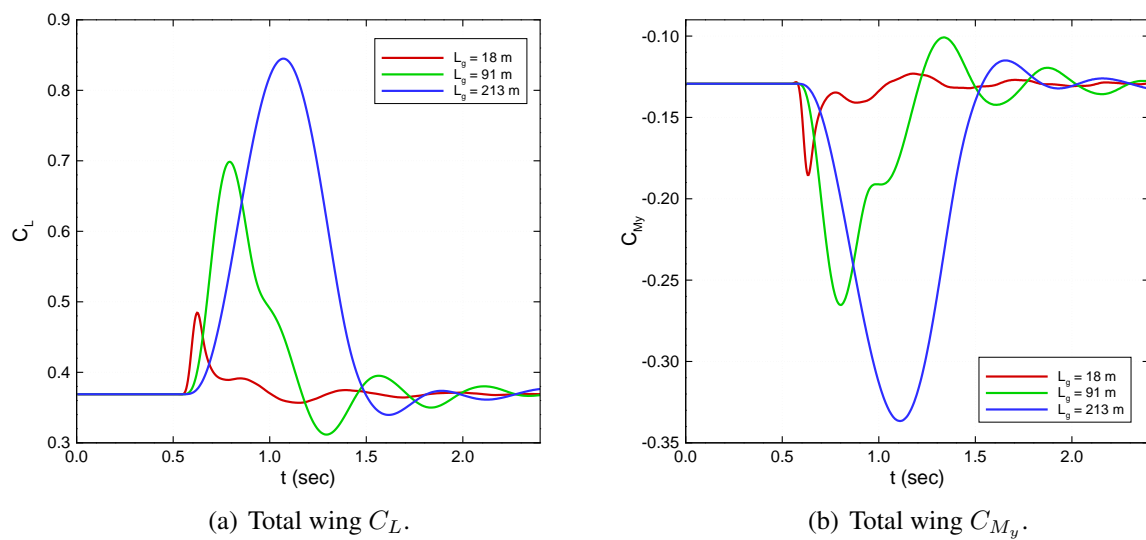 0.9
0.8
0.7
0.6
0.5
0.4
0.3
C_L
0.0 0.5 1.0 1.5 2.0
t (sec)
L_g = 18 m
L_g = 91 m
L_g = 213 m
(a) Total wing C_L.
-0.10
-0.15
-0.20
-0.25
-0.30
-0.35
C_My
0.0 0.5 1.0 1.5 2.0
t (sec)
L_g = 18 m
L_g = 91 m
L_g = 213 m
(b) Total wing C_{M_y}.